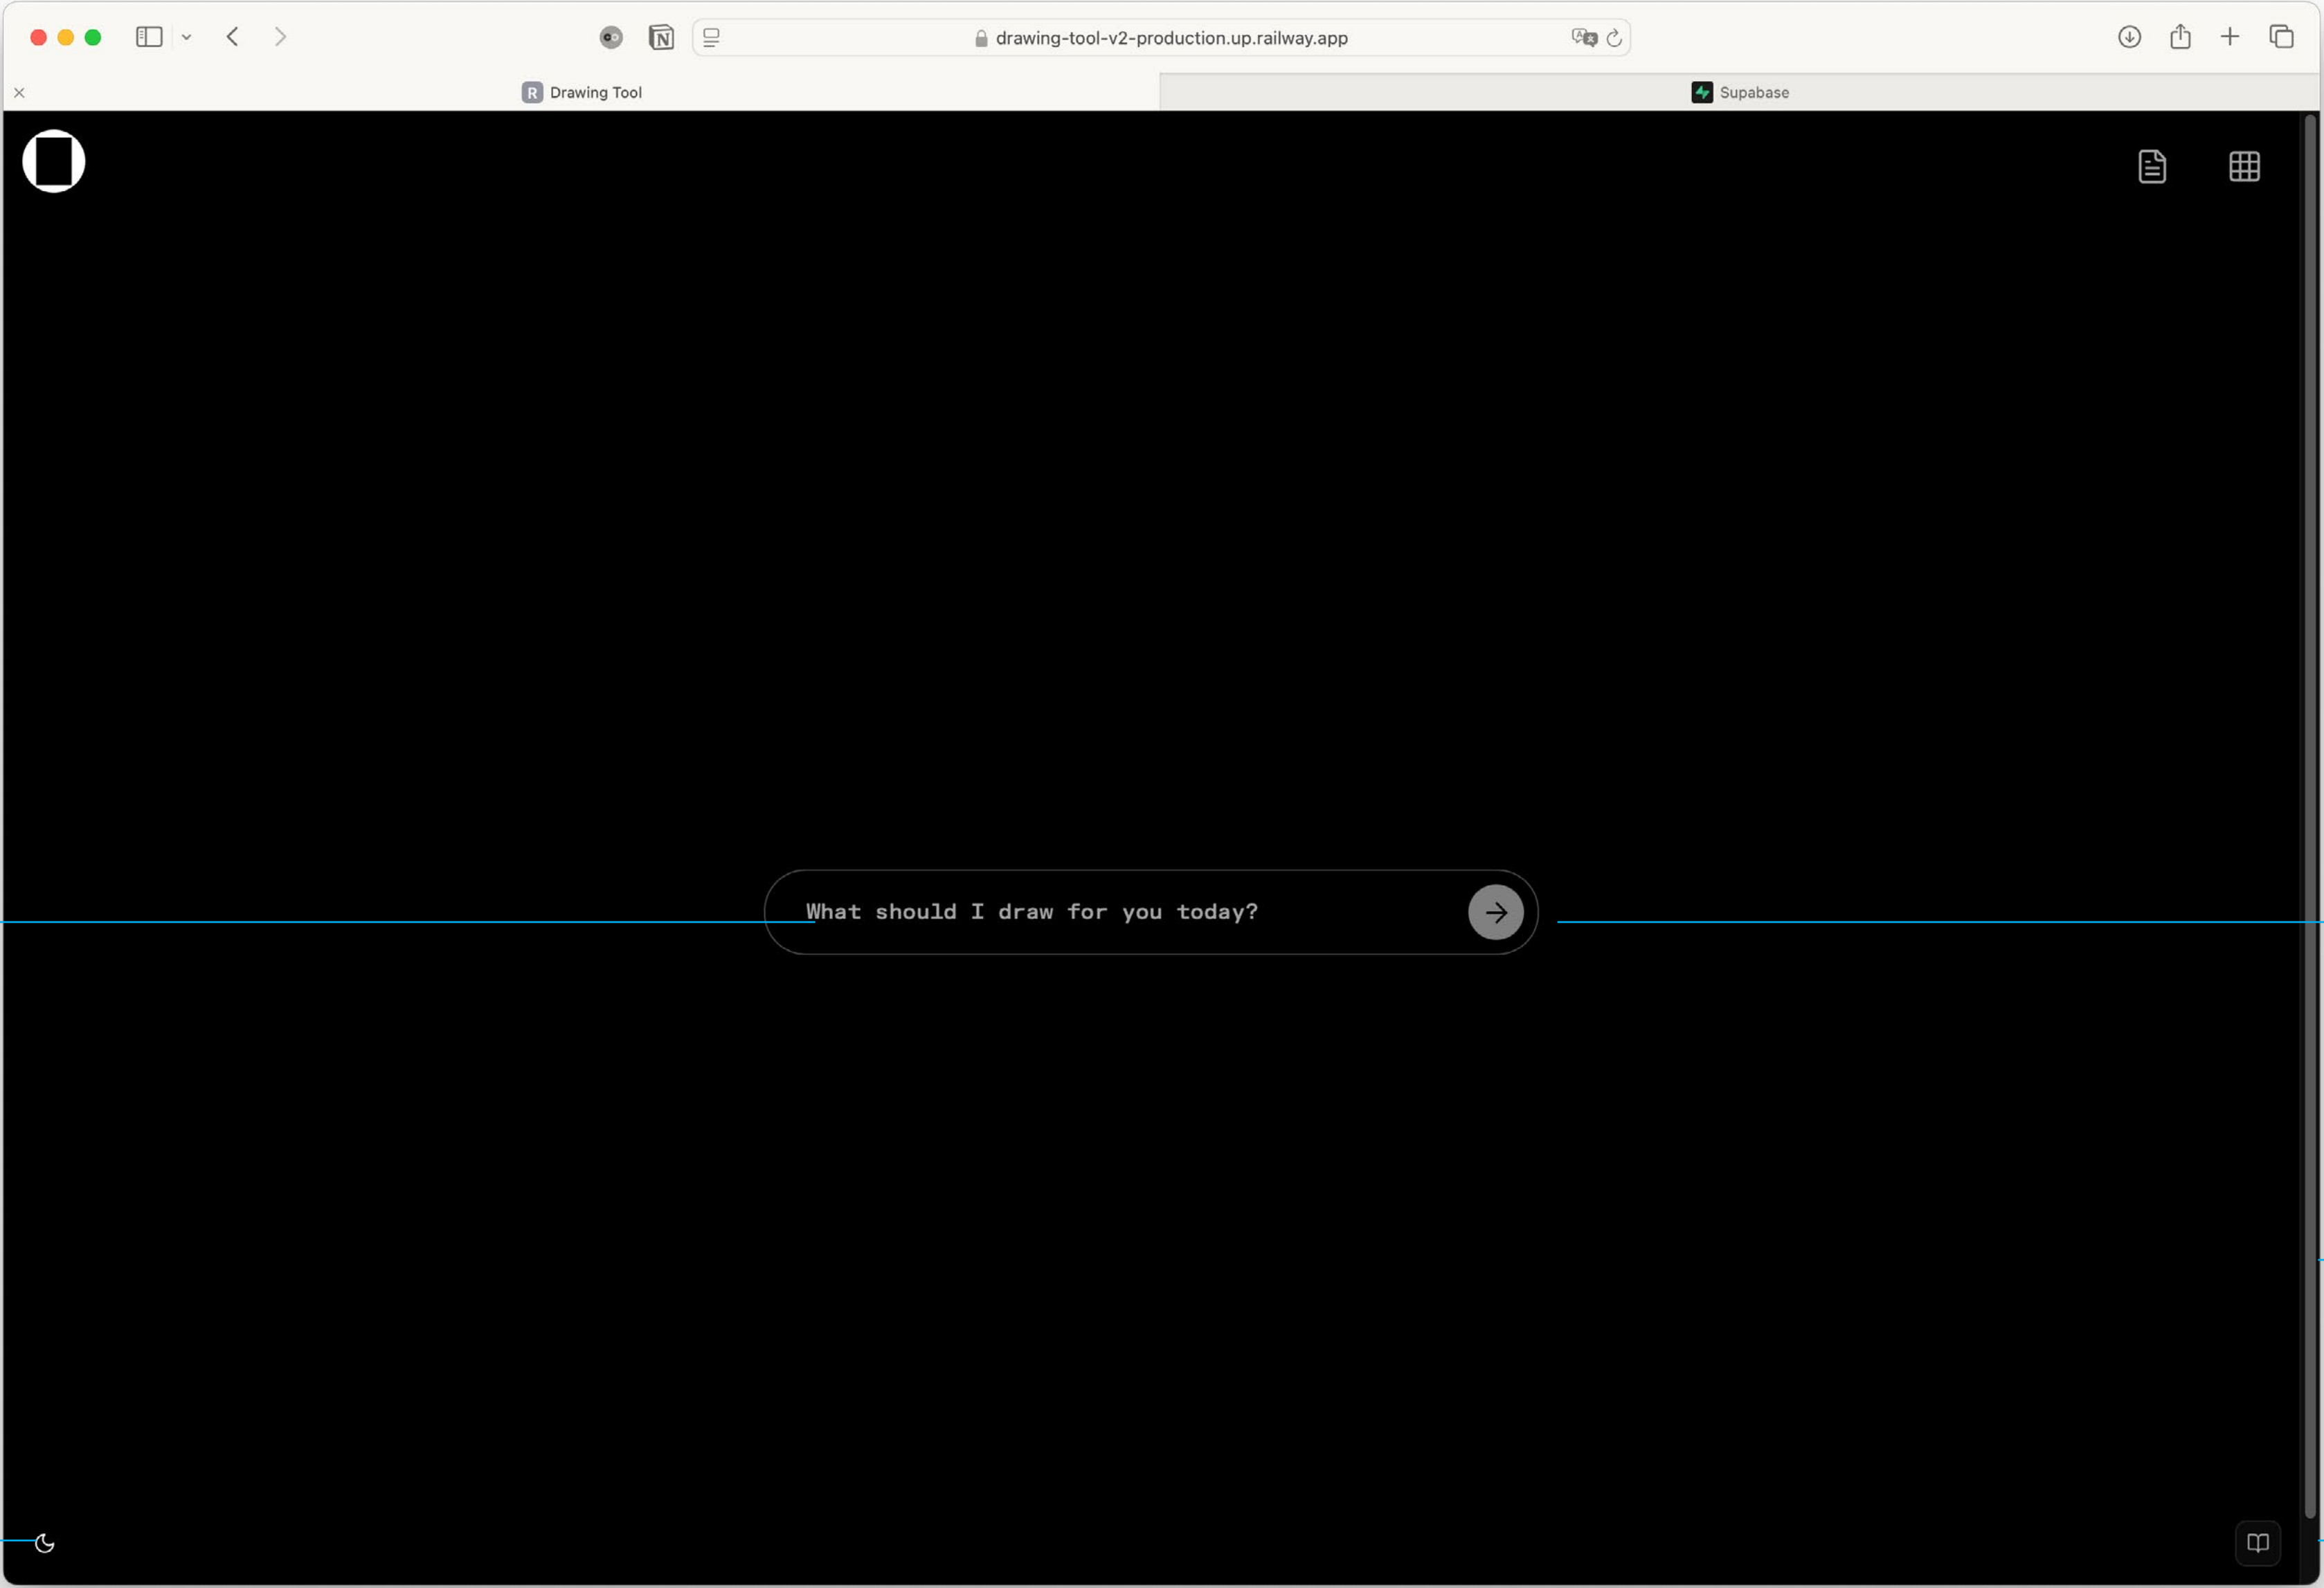 drawing-tool-v2-production.up.railway.app
R Drawing Tool
Supabase
What should I draw for you today?